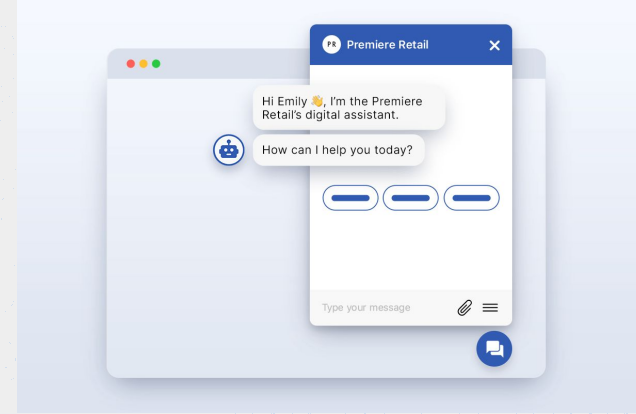 PR Premiere Retail
Hi Emily 👋, I'm the Premiere
Retail's digital assistant.
How can I help you today?
Type your message